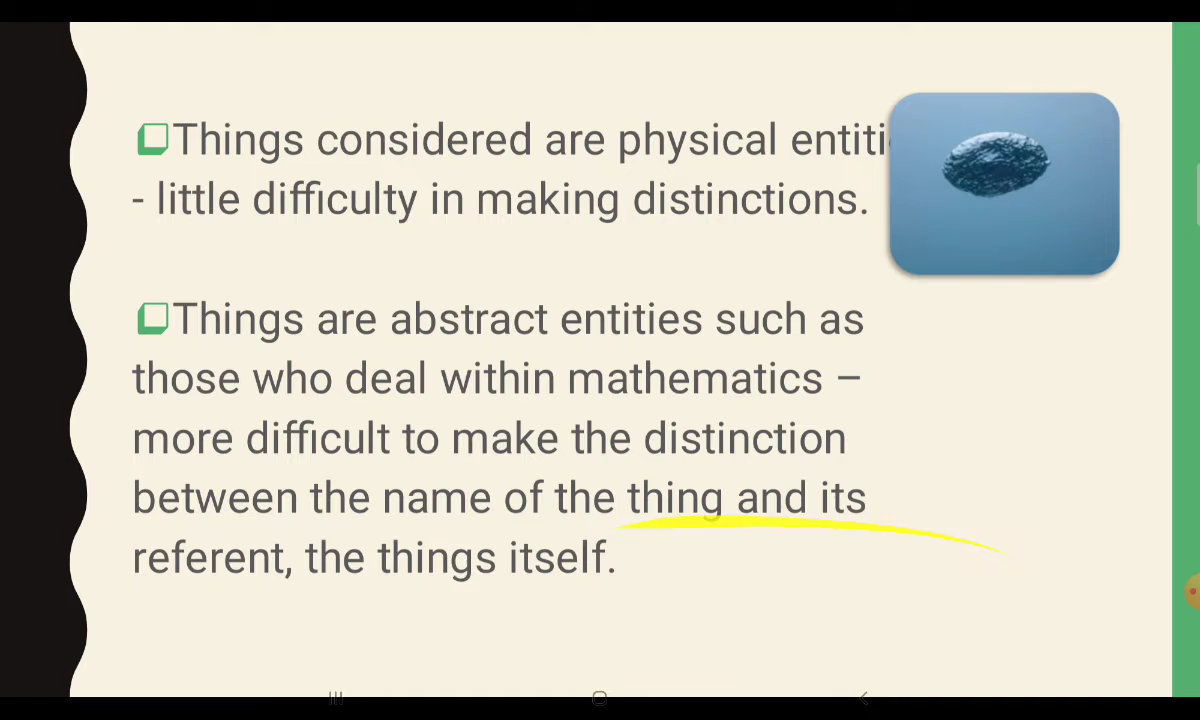 Things considered are physical
- little difficulty in making distinctions.
Things are abstract entities such as
those who deal within mathematics –
more difficult to make the distinction
between the name of the thing and its
referent, the things itself.